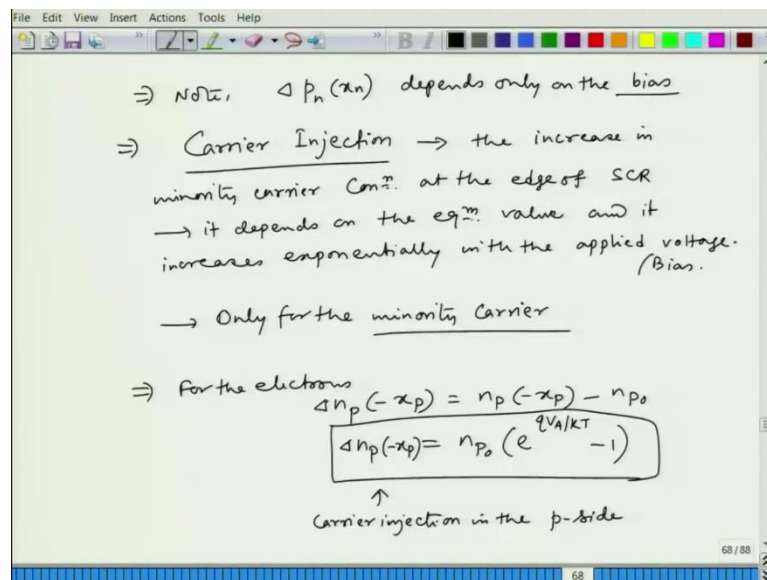 File Edit View Insert Actions Tools Help
B I
⇒ Note, Δ pₙ(xₙ) depends only on the bias
⇒ Carrier Injection → the increase in
minority carrier Conⁿ. at the edge of SCR
→ it depends on the eqᵐ. value and it
increases exponentially with the applied voltage.
/Bias.
→ Only for the minority Carrier
⇒ For the electrons
Δnₚ(-xₚ) = nₚ(-xₚ) - nₚ₀
Δnₚ(-xₚ) = nₚ₀ (e^{qVA/KT} - 1)
↑
Carrier injection in the p-side
68 / 88
68